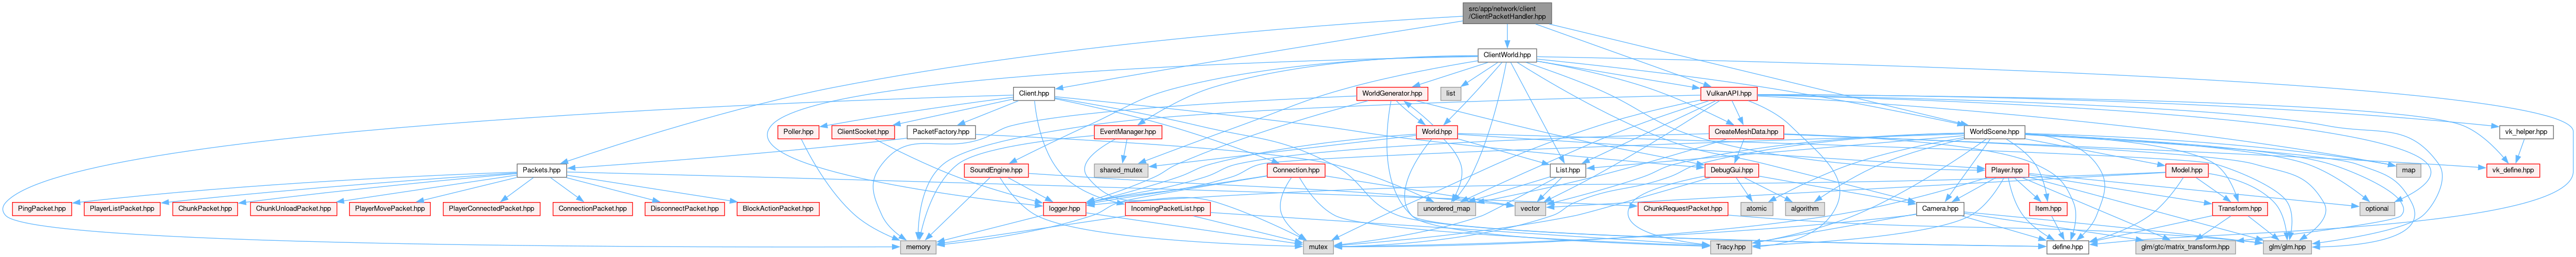 src/app/network/client
/ClientPacketHandler.hpp
ClientWorld.hpp
Client.hpp
WorldGenerator.hpp
list
VulkanAPI.hpp
Poller.hpp
ClientSocket.hpp
PacketFactory.hpp
EventManager.hpp
World.hpp
CreateMeshData.hpp
WorldScene.hpp
vk_helper.hpp
Packets.hpp
SoundEngine.hpp
shared_mutex
Connection.hpp
List.hpp
DebugGui.hpp
Player.hpp
Model.hpp
map
vk_define.hpp
PingPacket.hpp
PlayerListPacket.hpp
ChunkPacket.hpp
ChunkUnloadPacket.hpp
PlayerMovePacket.hpp
PlayerConnectedPacket.hpp
ConnectionPacket.hpp
DisconnectPacket.hpp
BlockActionPacket.hpp
logger.hpp
IncomingPacketList.hpp
unordered_map
vector
ChunkRequestPacket.hpp
atomic
algorithm
Camera.hpp
Item.hpp
Transform.hpp
optional
memory
mutex
Tracy.hpp
define.hpp
glm/gtc/matrix_transform.hpp
glm/glm.hpp